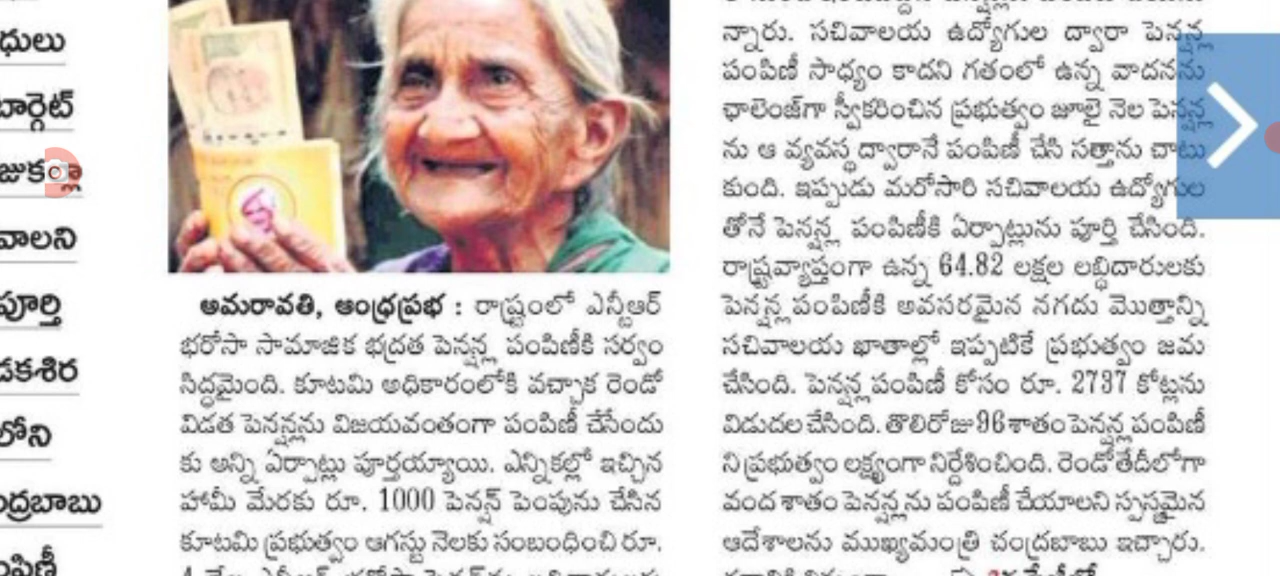 ధులు
టార్గెట్
వాలని
పూర్తి
డకశిర
లోని
ంద్రబాబు
ంపిణీ
అమరావతి, ఆంధ్రప్రభ : రాష్ట్రంలో ఎన్టీఆర్
భరోసా సామాజిక భద్రత పెన్షన్ల పంపిణీకి సర్వం
సిద్ధమైంది. కూటమి అధికారంలోకి వచ్చాక రెండో
విడత పెన్షన్లను విజయవంతంగా పంపిణీ చేసేందు
కు అన్ని ఏర్పాట్లు పూర్తయ్యాయి. ఎన్నికల్లో ఇచ్చిన
హామీ మేరకు రూ. 1000 పెన్షన్ పెంపును చేసిన
కూటమి ప్రభుత్వం ఆగస్టు నెలకు సంబంధించి రూ.
న్నారు. సచివాలయ ఉద్యోగుల ద్వారా పెన్షన్ల
పంపిణీ సాధ్యం కాదని గతంలో ఉన్న వాదనను
ఛాలెంజ్‌గా స్వీకరించిన ప్రభుత్వం జూలై నెల పెన్షన్ల
ను ఆ వ్యవస్థ ద్వారానే పంపిణీ చేసి సత్తాను చాటు
కుంది. ఇప్పుడు మరోసారి సచివాలయ ఉద్యోగుల
తోనే పెన్షన్ల పంపిణీకి ఏర్పాట్లును పూర్తి చేసింది.
రాష్ట్రవ్యాప్తంగా ఉన్న 64.82 లక్షల లబ్ధిదారులకు
పెన్షన్ల పంపిణీకి అవసరమైన నగదు మొత్తాన్ని
సచివాలయ ఖాతాల్లో ఇప్పటికే ప్రభుత్వం జమ
చేసింది. పెన్షన్ల పంపిణీ కోసం రూ. 2737 కోట్లను
విడుదల చేసింది. తొలిరోజు 96 శాతం పెన్షన్ల పంపిణీ
ని ప్రభుత్వం లక్ష్యంగా నిర్దేశించింది. రెండో తేదీలోగా
వంద శాతం పెన్షన్లను పంపిణీ చేయాలని స్పష్టమైన
ఆదేశాలను ముఖ్యమంత్రి చంద్రబాబు ఇచ్చారు.